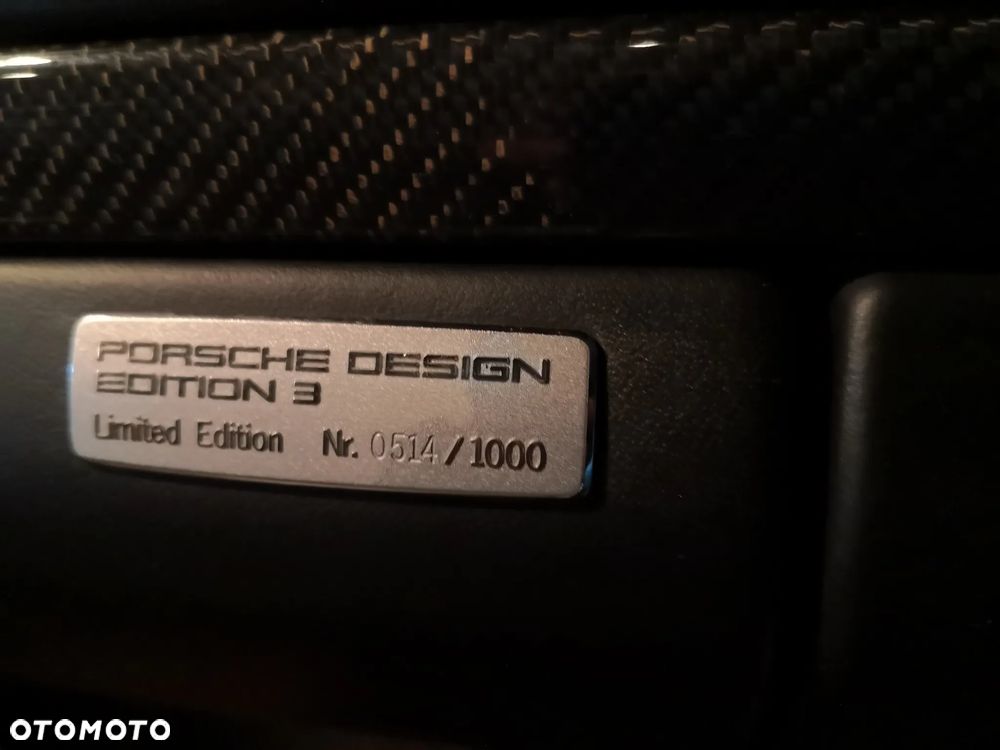 PORSCHE DESIGN
EDITION 3
Limited Edition Nr. 0514/1000
OTOMOTO